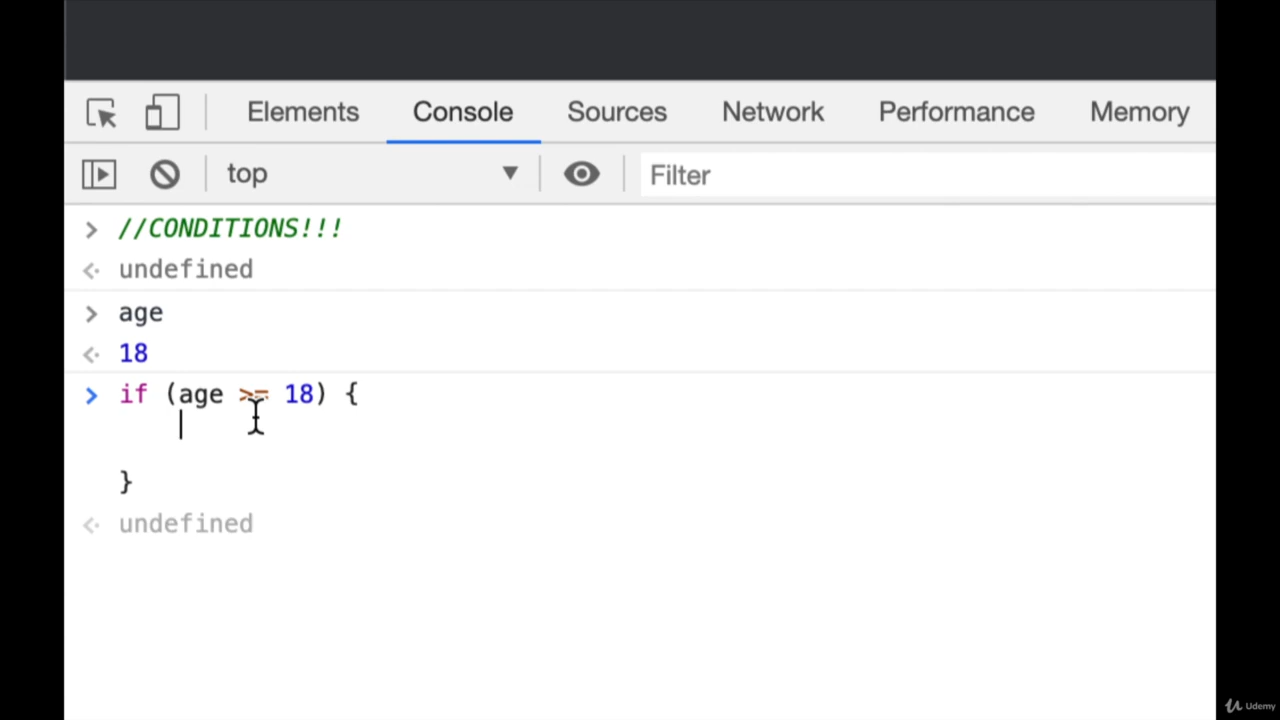 Elements Console Sources Network Performance Memory
top Filter
> //CONDITIONS!!!
undefined
> age
18
> if (age >= 18) {
}
undefined
Udemy